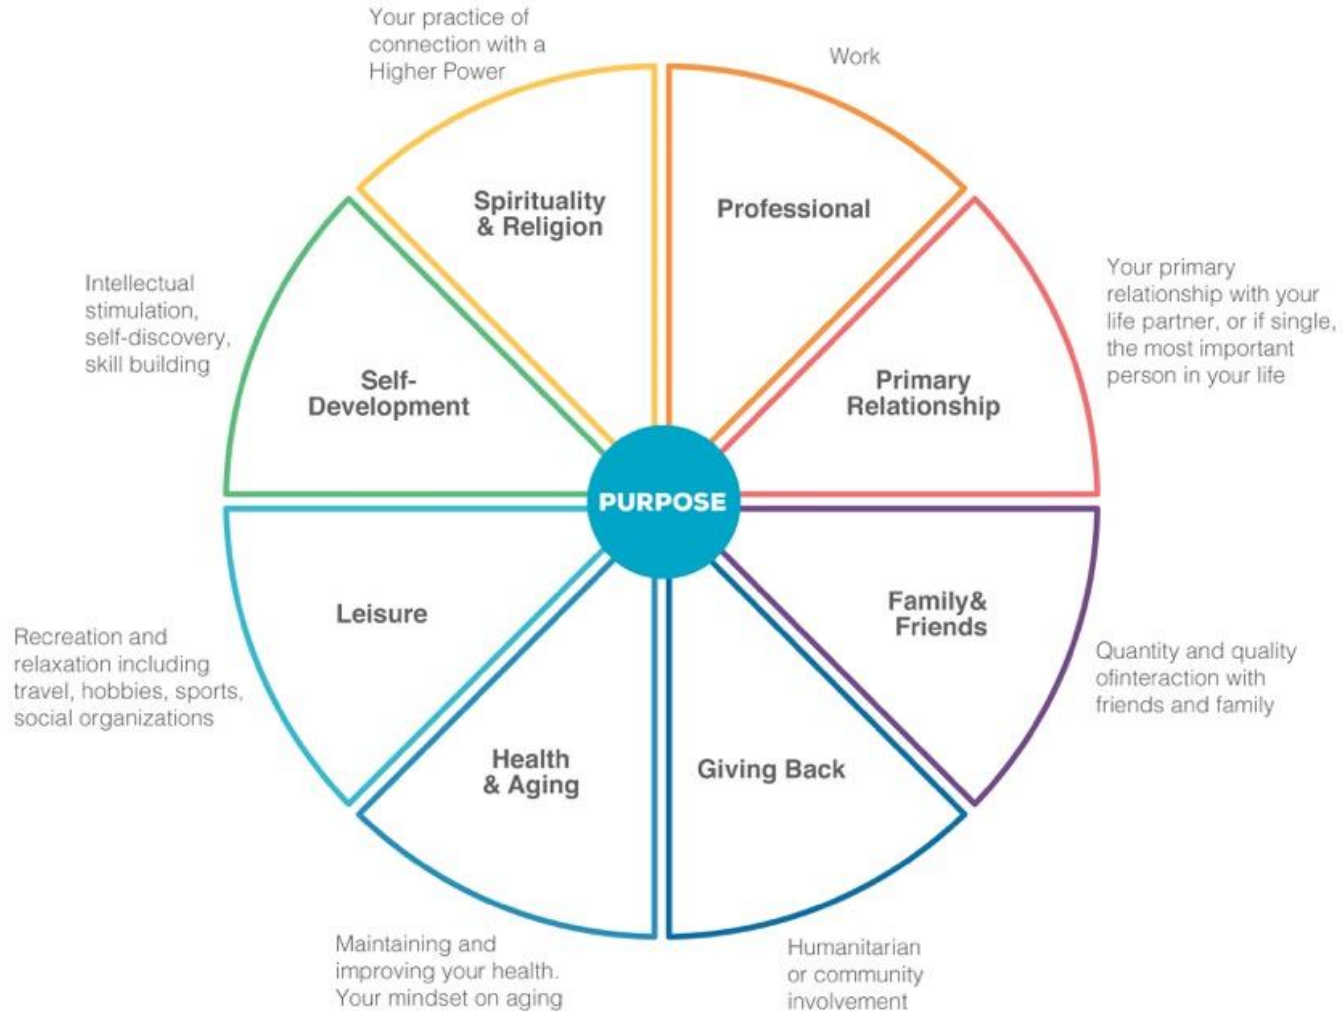 Your practice of
connection with a
Higher Power
Work
Spirituality
& Religion
Professional
Intellectual
stimulation,
self-discovery,
skill building
Your primary
relationship with your
life partner, or if single,
the most important
person in your life
Self-
Development
Primary
Relationship
PURPOSE
Leisure
Family&
Friends
Recreation and
relaxation including
travel, hobbies, sports,
social organizations
Quantity and quality
ofinteraction with
friends and family
Health
& Aging
Giving Back
Maintaining and
improving your health.
Your mindset on aging
Humanitarian
or community
involvement